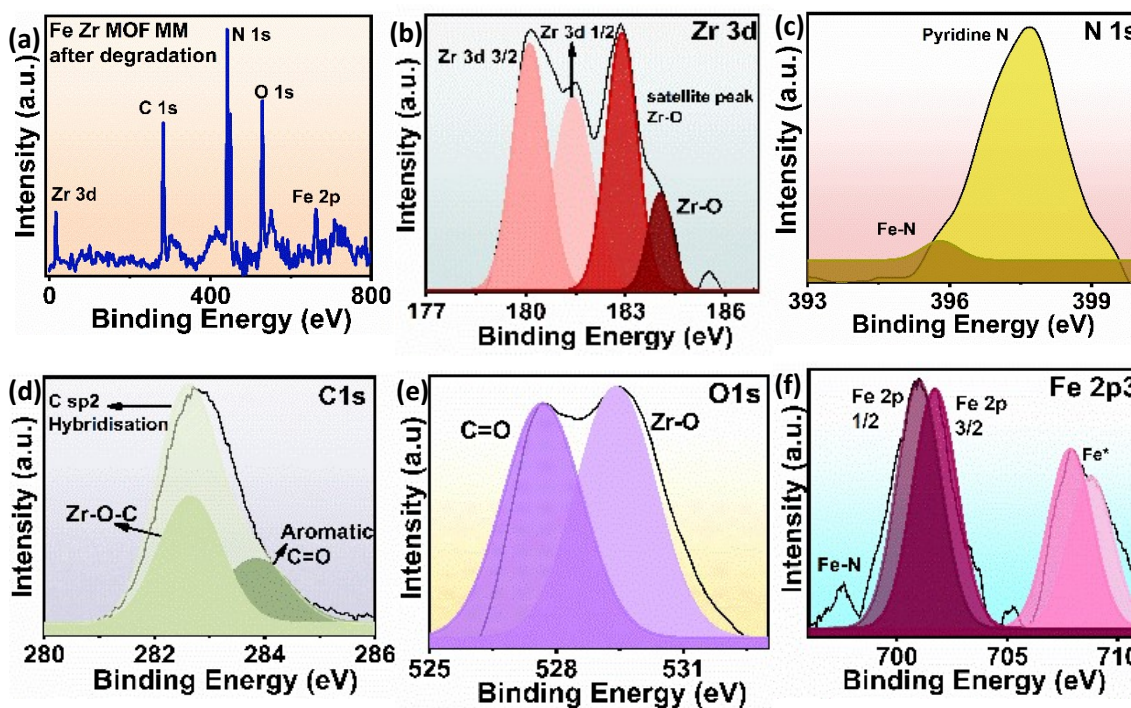 (a)
Fe Zr MOF MM
after degradation
N 1s
O 1s
C 1s
Zr 3d
Fe 2p
Intensity (a.u.)
0
400
800
Binding Energy (eV)
(b)
Zr 3d
Zr 3d 1/2
Zr 3d 3/2
satellite peak
Zr-O
Zr-O
Intensity (a.u.)
177
180
183
186
Binding Energy (eV)
(c)
N 1s
Pyridine N
Fe-N
Intensity (a.u.)
393
396
399
Binding Energy (eV)
(d)
C1s
C sp2
Hybridisation
Zr-O-C
Aromatic
C=O
Intensity (a.u)
280
282
284
286
Binding Energy (eV)
(e)
O1s
C=O
Zr-O
Intensity (a.u)
525
528
531
Binding Energy (eV)
(f)
Fe 2p3
Fe 2p
1/2
Fe 2p
3/2
Fe*
Fe-N
Intensity (a.u.)
700
705
710
Binding Energy (eV)